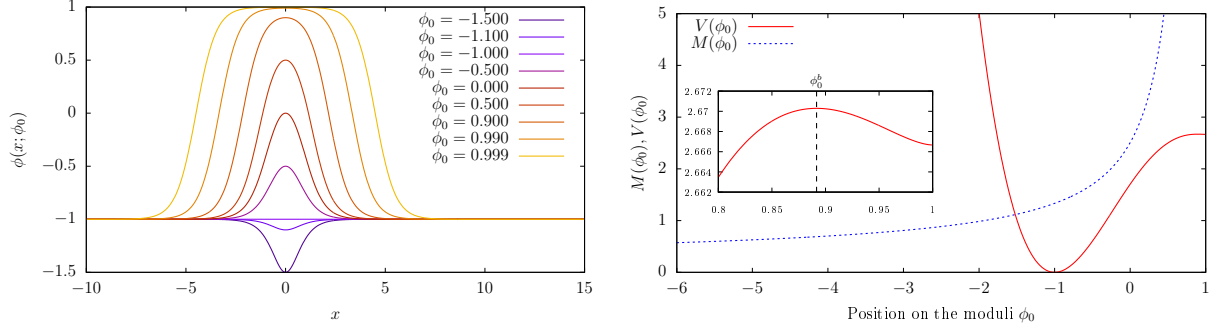 1
0.5
0
−0.5
−1
−1.5
ϕ(x; ϕ₀)
ϕ₀ = −1.500
ϕ₀ = −1.100
ϕ₀ = −1.000
ϕ₀ = −0.500
ϕ₀ = 0.000
ϕ₀ = 0.500
ϕ₀ = 0.900
ϕ₀ = 0.990
ϕ₀ = 0.999
−10 −5 0 5 10 15
x
5
4
3
2
1
0
M(ϕ₀), V(ϕ₀)
V(ϕ₀)
M(ϕ₀)
ϕ₀ᵇ
2.672
2.67
2.668
2.666
2.664
2.662
0.8 0.85 0.9 0.95 1
−6 −5 −4 −3 −2 −1 0 1
Position on the moduli ϕ₀